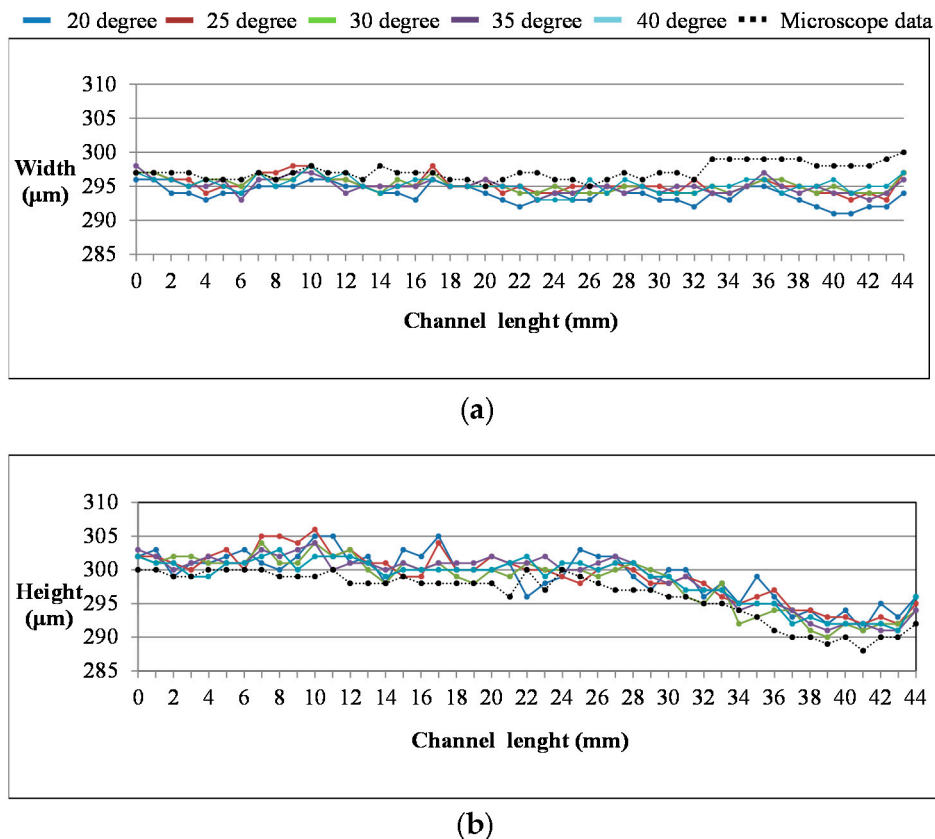 20 degree 25 degree 30 degree 35 degree 40 degree Microscope data
310
305
300
295
290
285
Width
(μm)
0 2 4 6 8 10 12 14 16 18 20 22 24 26 28 30 32 34 36 38 40 42 44
Channel lenght (mm)
(a)
310
305
300
295
290
285
Height
(μm)
0 2 4 6 8 10 12 14 16 18 20 22 24 26 28 30 32 34 36 38 40 42 44
Channel lenght (mm)
(b)